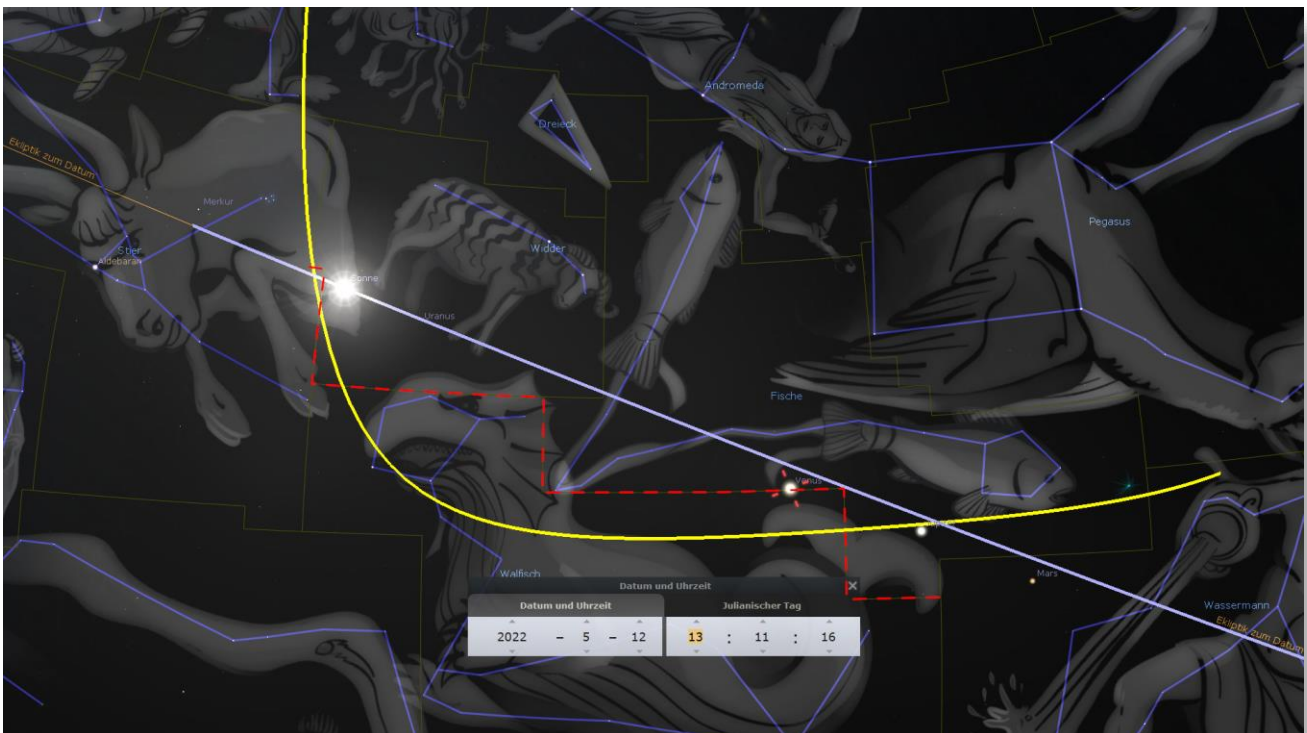 Andromeda
Dreieck
Ekliptik zum Datum
Merkur
Pegasus
Stier
Widder
Aldebaran
Sonne
Uranus
Fische
Venus
Walfisch
Mars
Datum und Uhrzeit
Datum und Uhrzeit
Julianischer Tag
Wassermann
2022 – 5 – 12 13 : 11 : 16
Ekliptik zum Datum